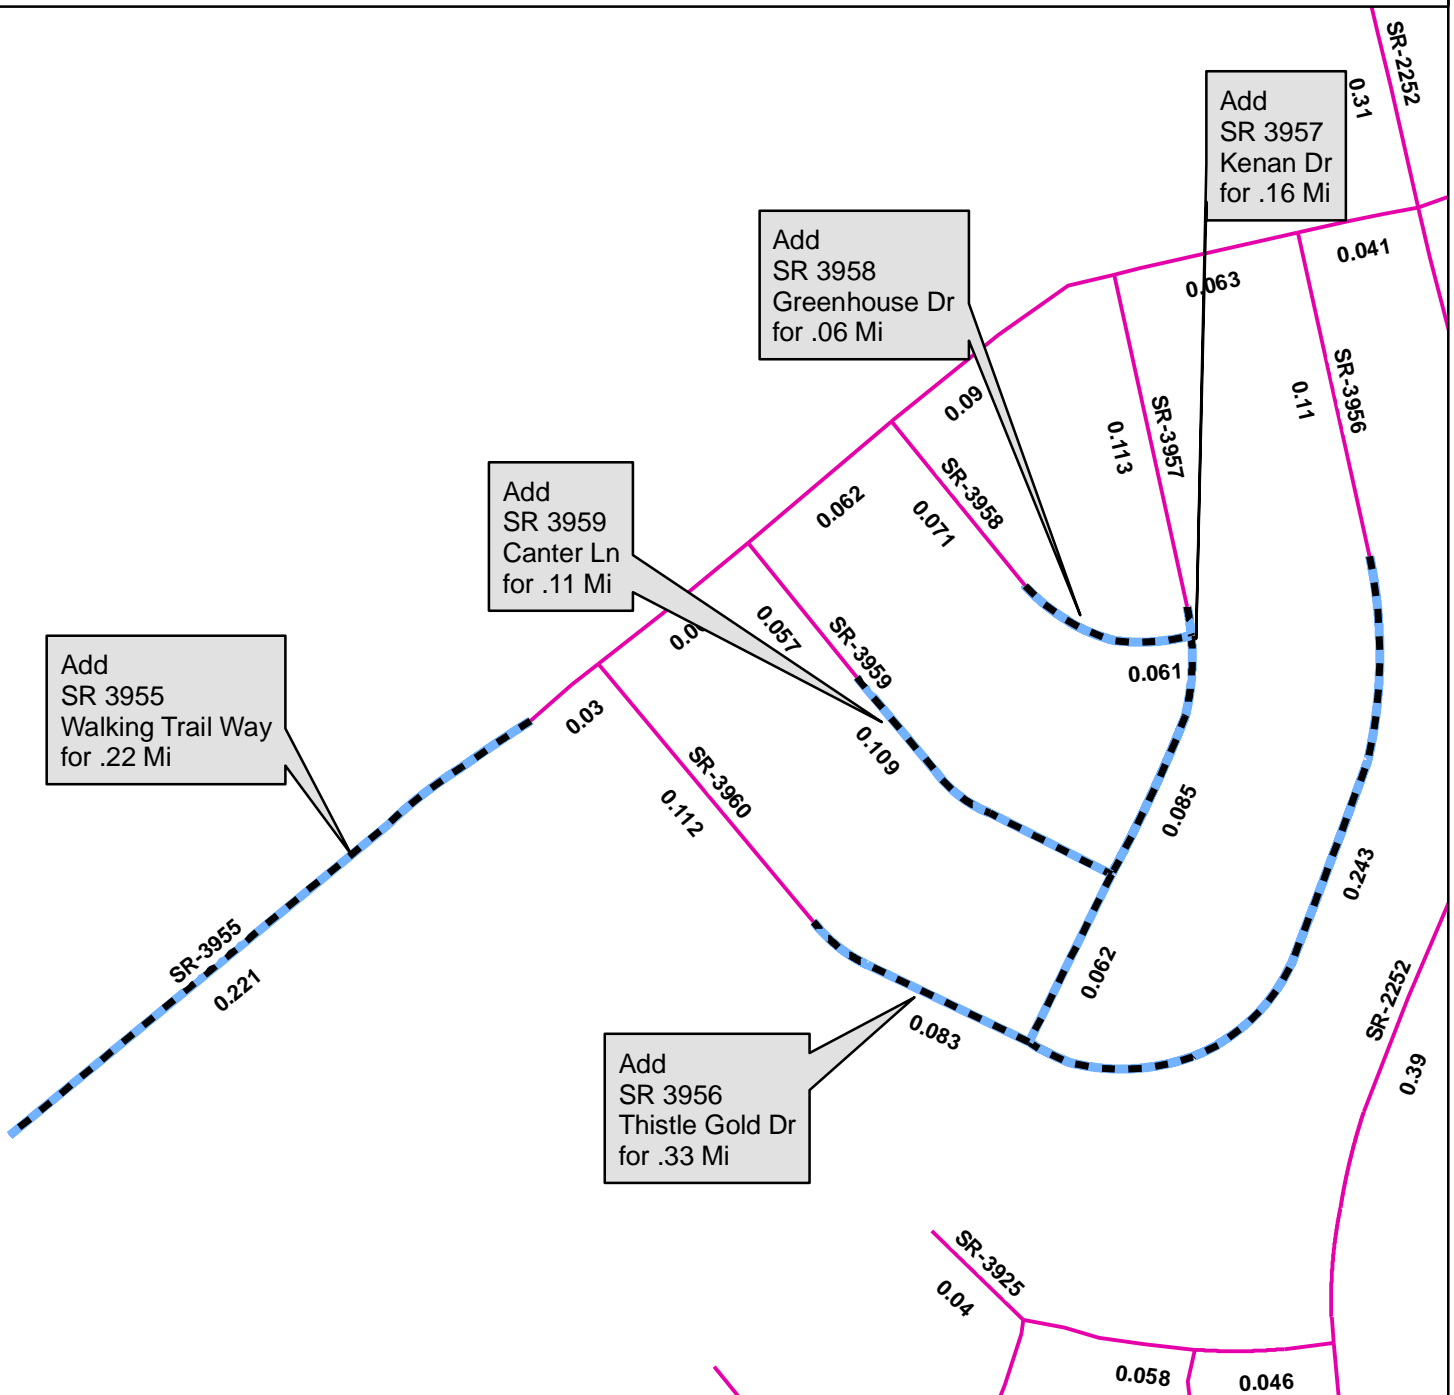 SR-2252
0.31
Add
SR 3957
Kenan Dr
for .16 Mi
Add
SR 3958
Greenhouse Dr
for .06 Mi
0.041
0.063
SR-3956
0.11
SR-3957
0.113
0.09
SR-3958
0.071
0.062
Add
SR 3959
Canter Ln
for .11 Mi
0.057
SR-3959
0.061
Add
SR 3955
Walking Trail Way
for .22 Mi
0.03
0.109
SR-3960
0.112
0.085
0.243
SR-3955
0.221
0.062
SR-2252
0.39
0.083
Add
SR 3956
Thistle Gold Dr
for .33 Mi
SR-3925
0.04
0.058
0.046